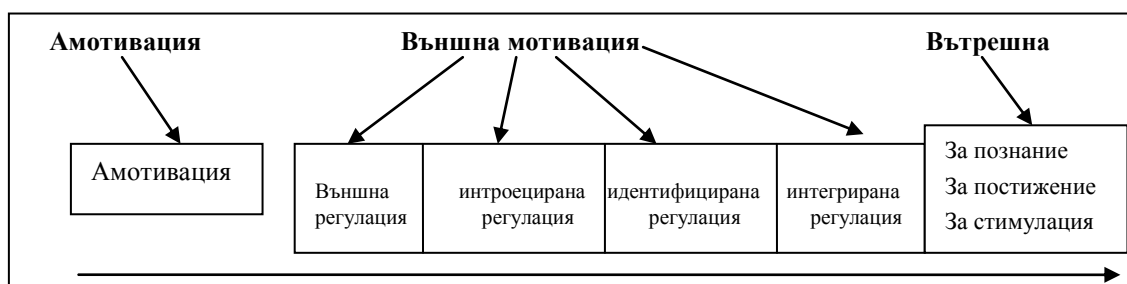 Амотивация
Външна мотивация
Вътрешна
Амотивация
Външна
регулация
интроецирана
регулация
идентифицирана
регулация
интегрирана
регулация
За познание
За постижение
За стимулация